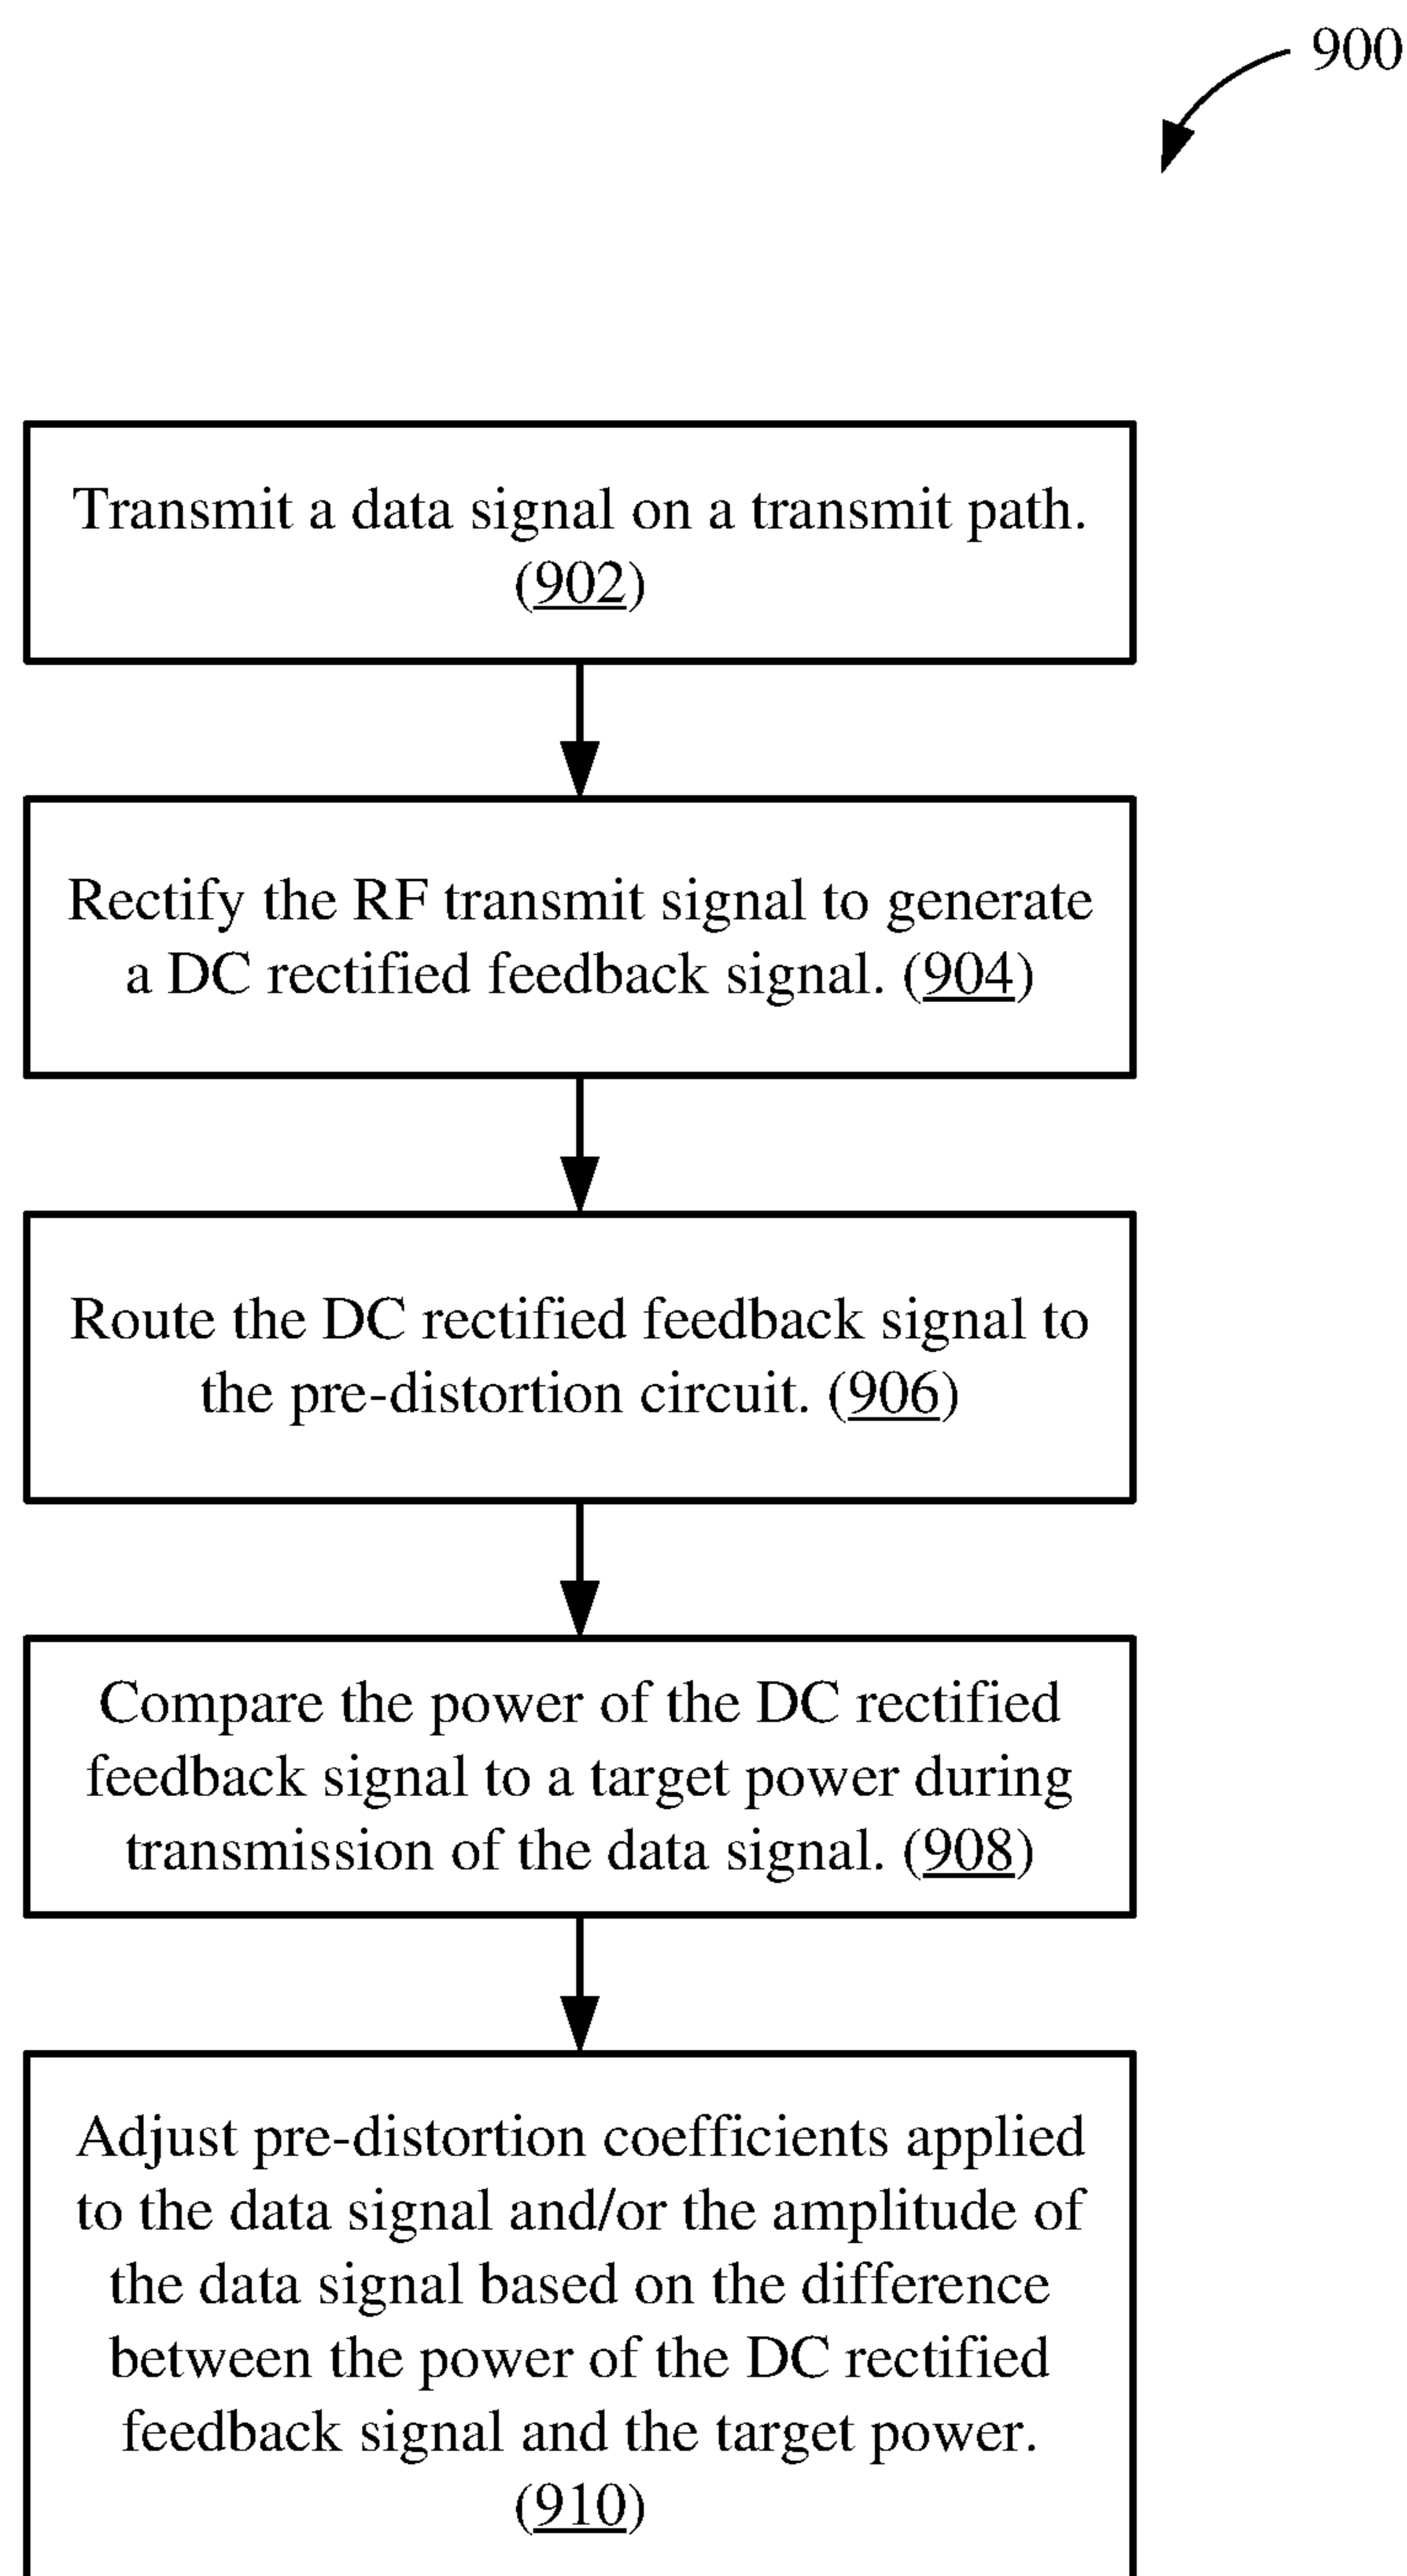 900
Transmit a data signal on a transmit path.
(902)
Rectify the RF transmit signal to generate
a DC rectified feedback signal. (904)
Route the DC rectified feedback signal to
the pre-distortion circuit. (906)
Compare the power of the DC rectified
feedback signal to a target power during
transmission of the data signal. (908)
Adjust pre-distortion coefficients applied
to the data signal and/or the amplitude of
the data signal based on the difference
between the power of the DC rectified
feedback signal and the target power.
(910)